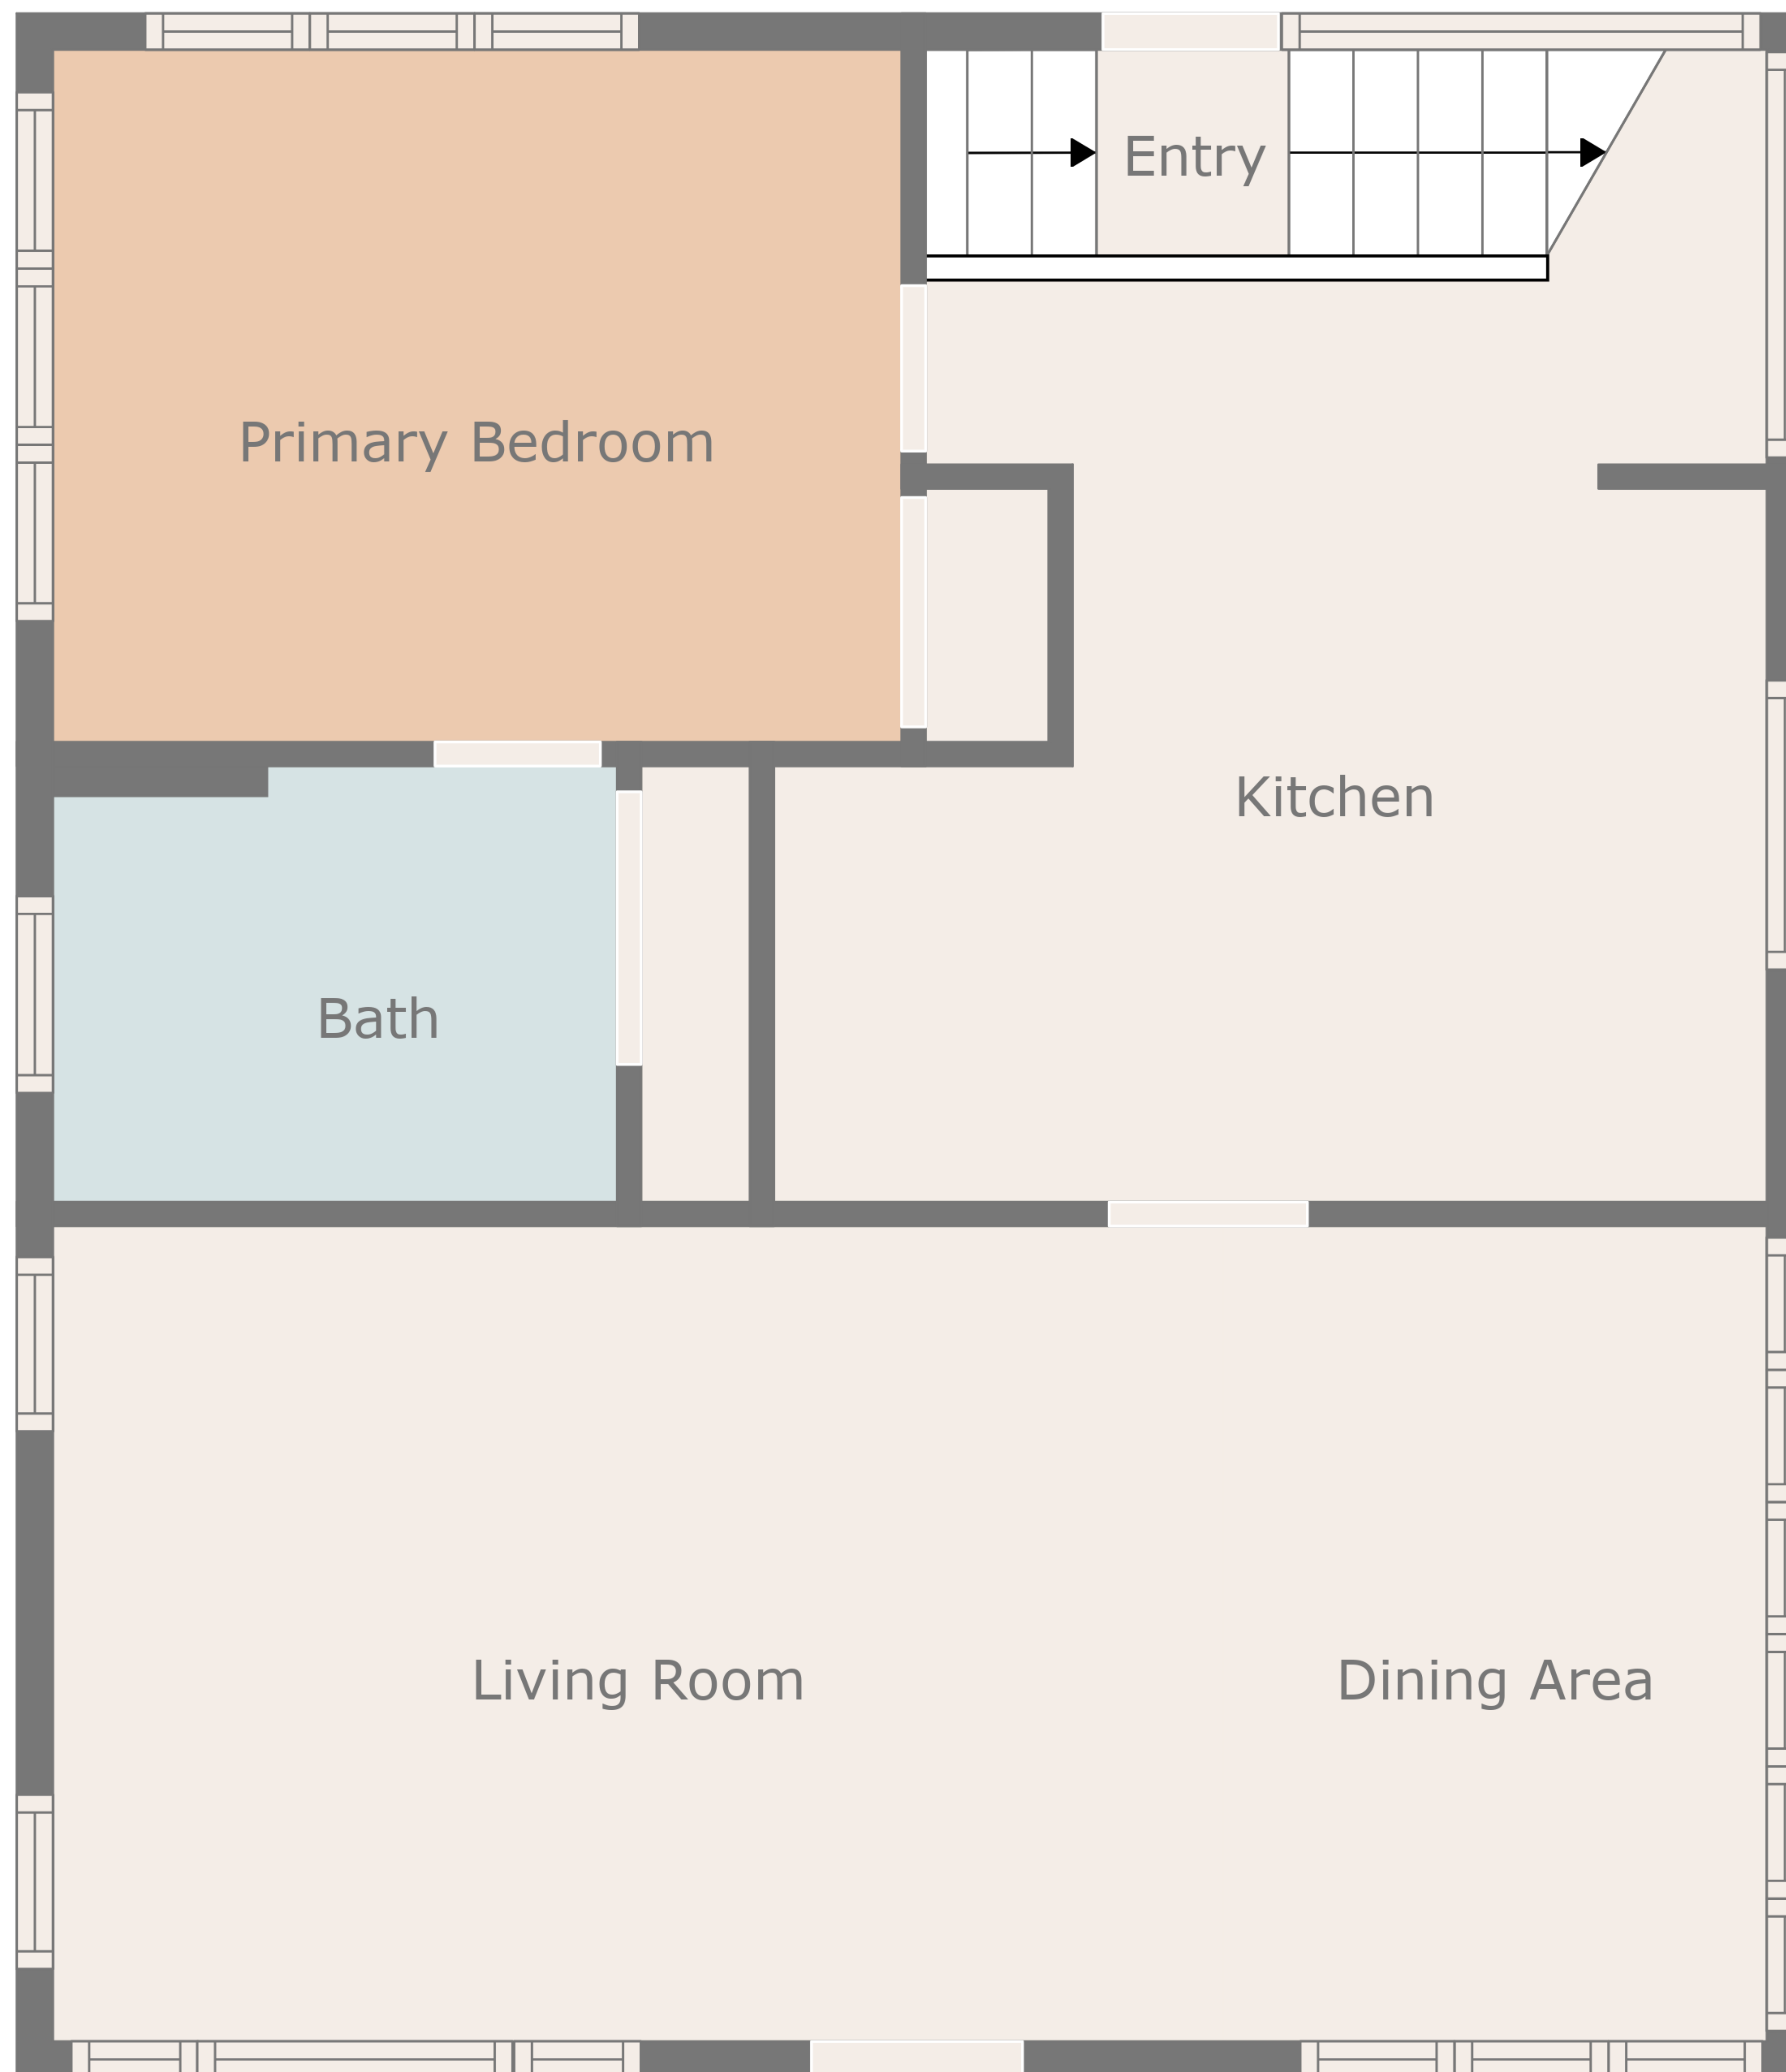 Entry
Primary Bedroom
Kitchen
Bath
Living Room
Dining Area